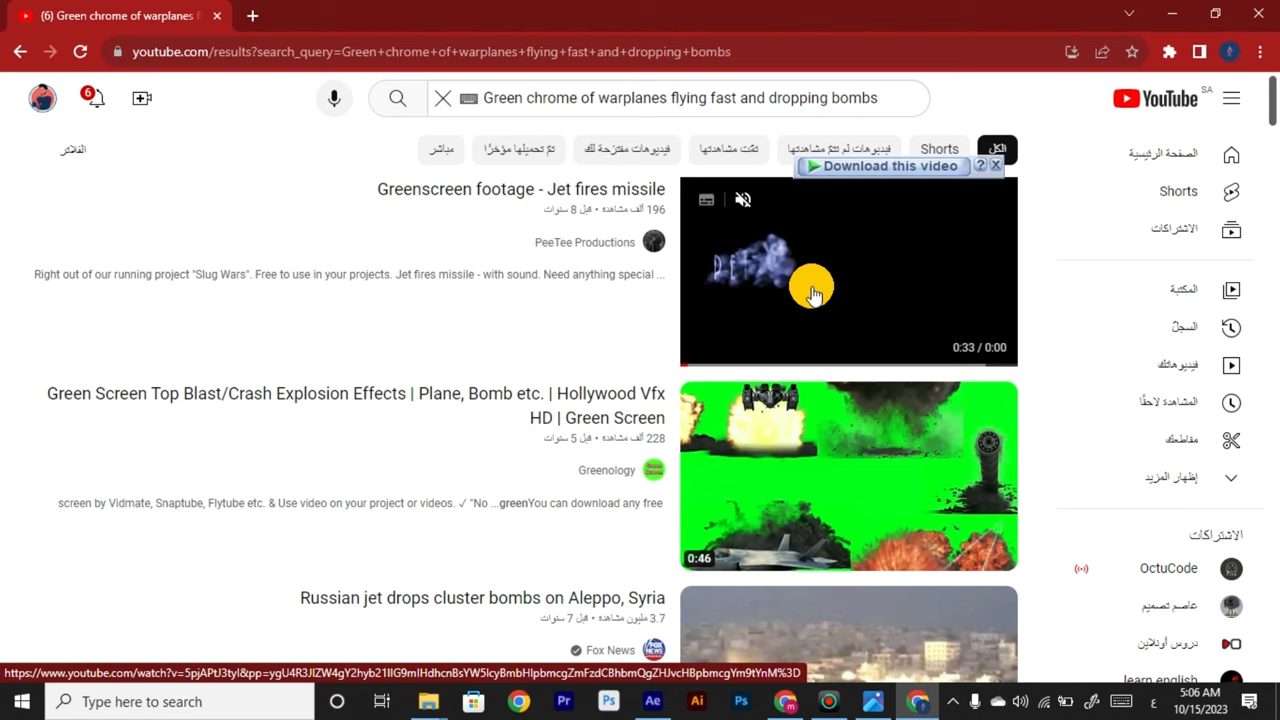 (6) Green chrome of warplanes f
youtube.com/results?search_query=Green+chrome+of+warplanes+flying+fast+and+dropping+bombs
6
Green chrome of warplanes flying fast and dropping bombs
YouTube SA
الكل
Shorts
فيديوهات لم تتمّ مشاهدتها
تمّت مشاهدتها
فيديوهات مقترحة لك
تمّ تحميلها مؤخرًا
مباشر
الفلاتر
Download this video
?
Greenscreen footage - Jet fires missile
196 ألف مشاهدة • قبل 8 سنوات
PeeTee Productions
Right out of our running project "Slug Wars". Free to use in your projects. Jet fires missile - with sound. Need anything special ...
0:33 / 0:00
Green Screen Top Blast/Crash Explosion Effects | Plane, Bomb etc. | Hollywood Vfx
HD | Green Screen
228 ألف مشاهدة • قبل 5 سنوات
Greenology
screen by Vidmate, Snaptube, Flytube etc. & Use video on your project or videos. ✓ "No ...greenYou can download any free
0:46
Russian jet drops cluster bombs on Aleppo, Syria
3.7 مليون مشاهدة • قبل 7 سنوات
Fox News
FOX NEWS
الصفحة الرئيسية
Shorts
الاشتراكات
المكتبة
السجلّ
فيديوهاتك
المشاهدة لاحقًا
مقاطعك
إظهار المزيد
الاشتراكات
OctuCode
عاصم تصميم
دروس أونلاين
learn english
Type here to search
Pr
Ps
Ae
Ai
Ps
m
ع
5:06 AM
10/15/2023